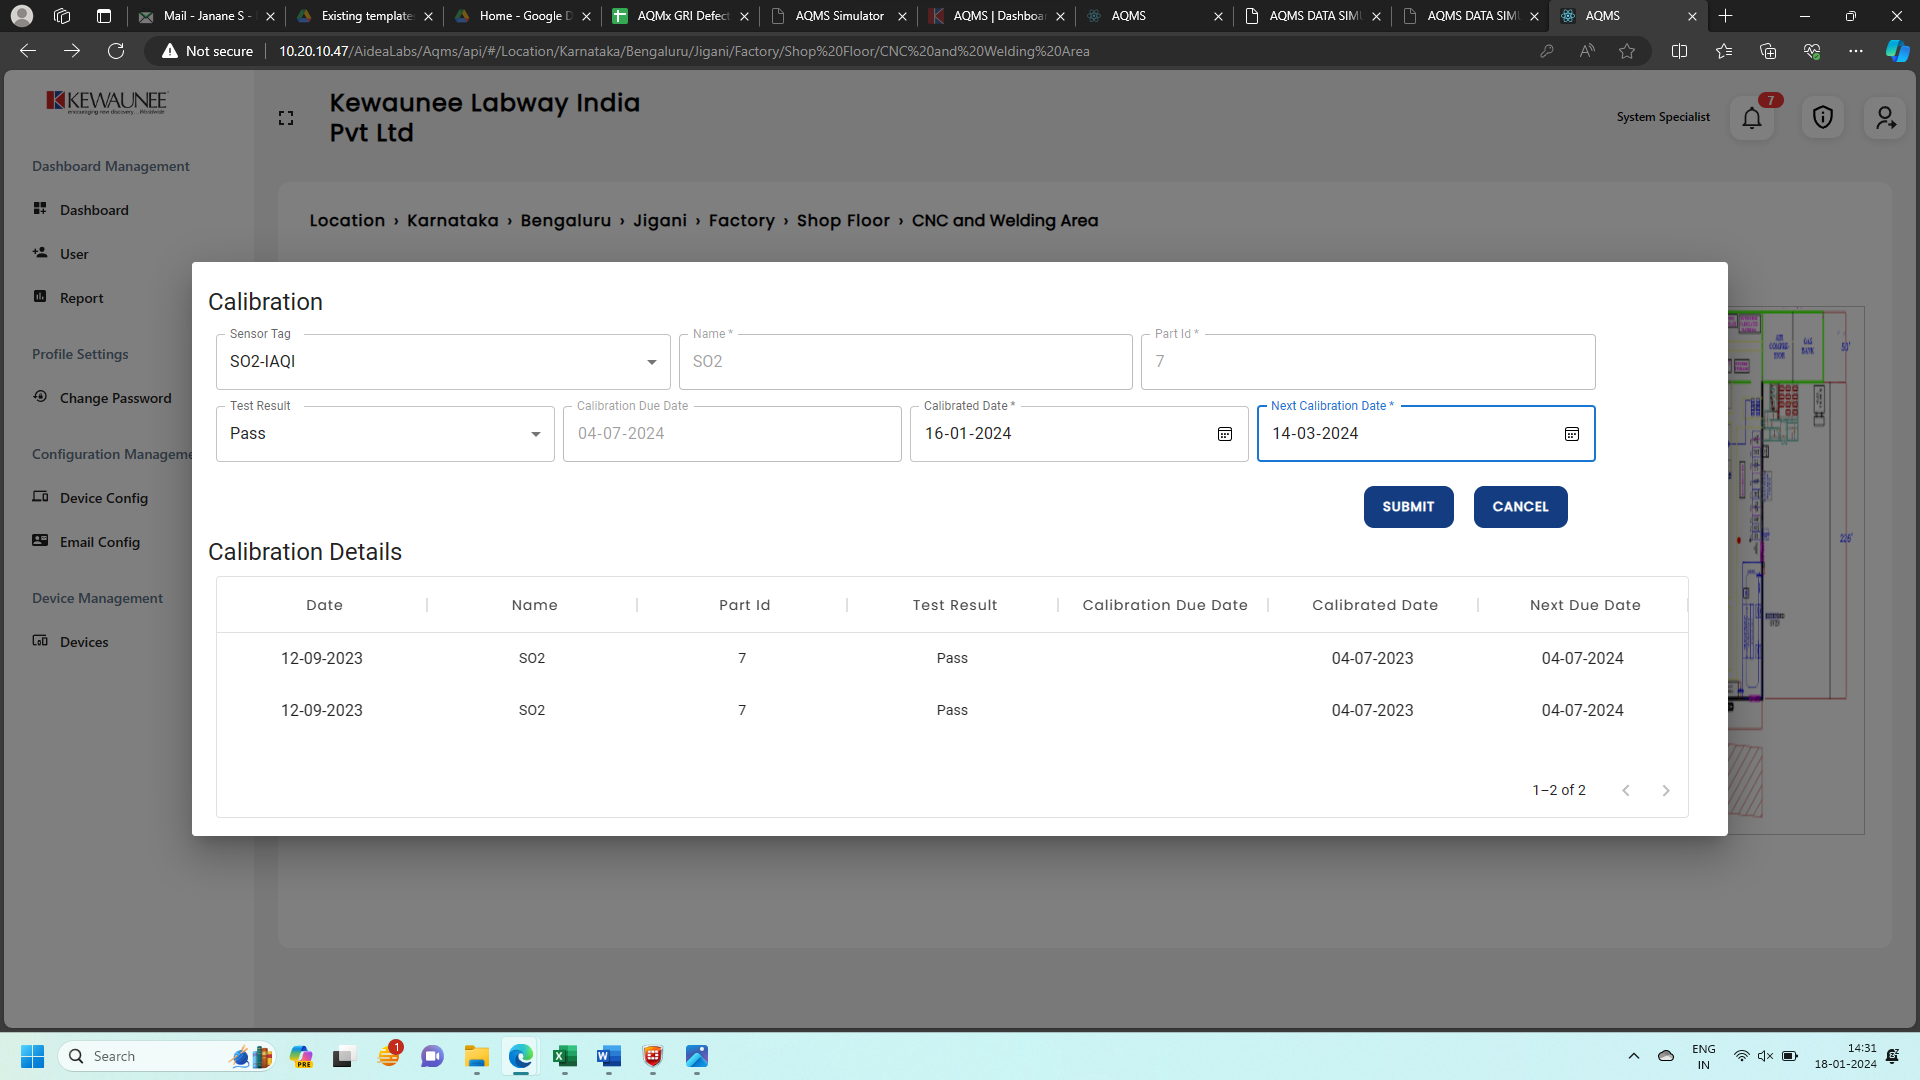 Mail - Janane S -
Existing template
Home - Google D
AQMx GRI Defect
AQMS Simulator
AQMS | Dashboar
AQMS
AQMS DATA SIM
AQMS DATA SIM
AQMS
Not secure
10.20.10.47/AideaLabs/Aqms/api/#/Location/Karnataka/Bengaluru/Jigani/Factory/Shop%20Floor/CNC%20and%20Welding%20Area
KEWAUNEE
Kewaunee Labway India
Pvt Ltd
System Specialist
7
Dashboard Management
Dashboard
User
Report
Profile Settings
Change Password
Configuration Manageme
Device Config
Email Config
Device Management
Devices
Location › Karnataka › Bengaluru › Jigani › Factory › Shop Floor › CNC and Welding Area
Calibration
Sensor Tag
SO2-IAQI
Name *
SO2
Part Id *
7
Test Result
Pass
Calibration Due Date
04-07-2024
Calibrated Date *
16-01-2024
Next Calibration Date *
14-03-2024
SUBMIT
CANCEL
Calibration Details
Date Name Part Id Test Result Calibration Due Date Calibrated Date Next Due Date
12-09-2023 SO2 7 Pass 04-07-2023 04-07-2024
12-09-2023 SO2 7 Pass 04-07-2023 04-07-2024
1–2 of 2
226'
Search
PRE
1
ENG
IN
14:31
18-01-2024